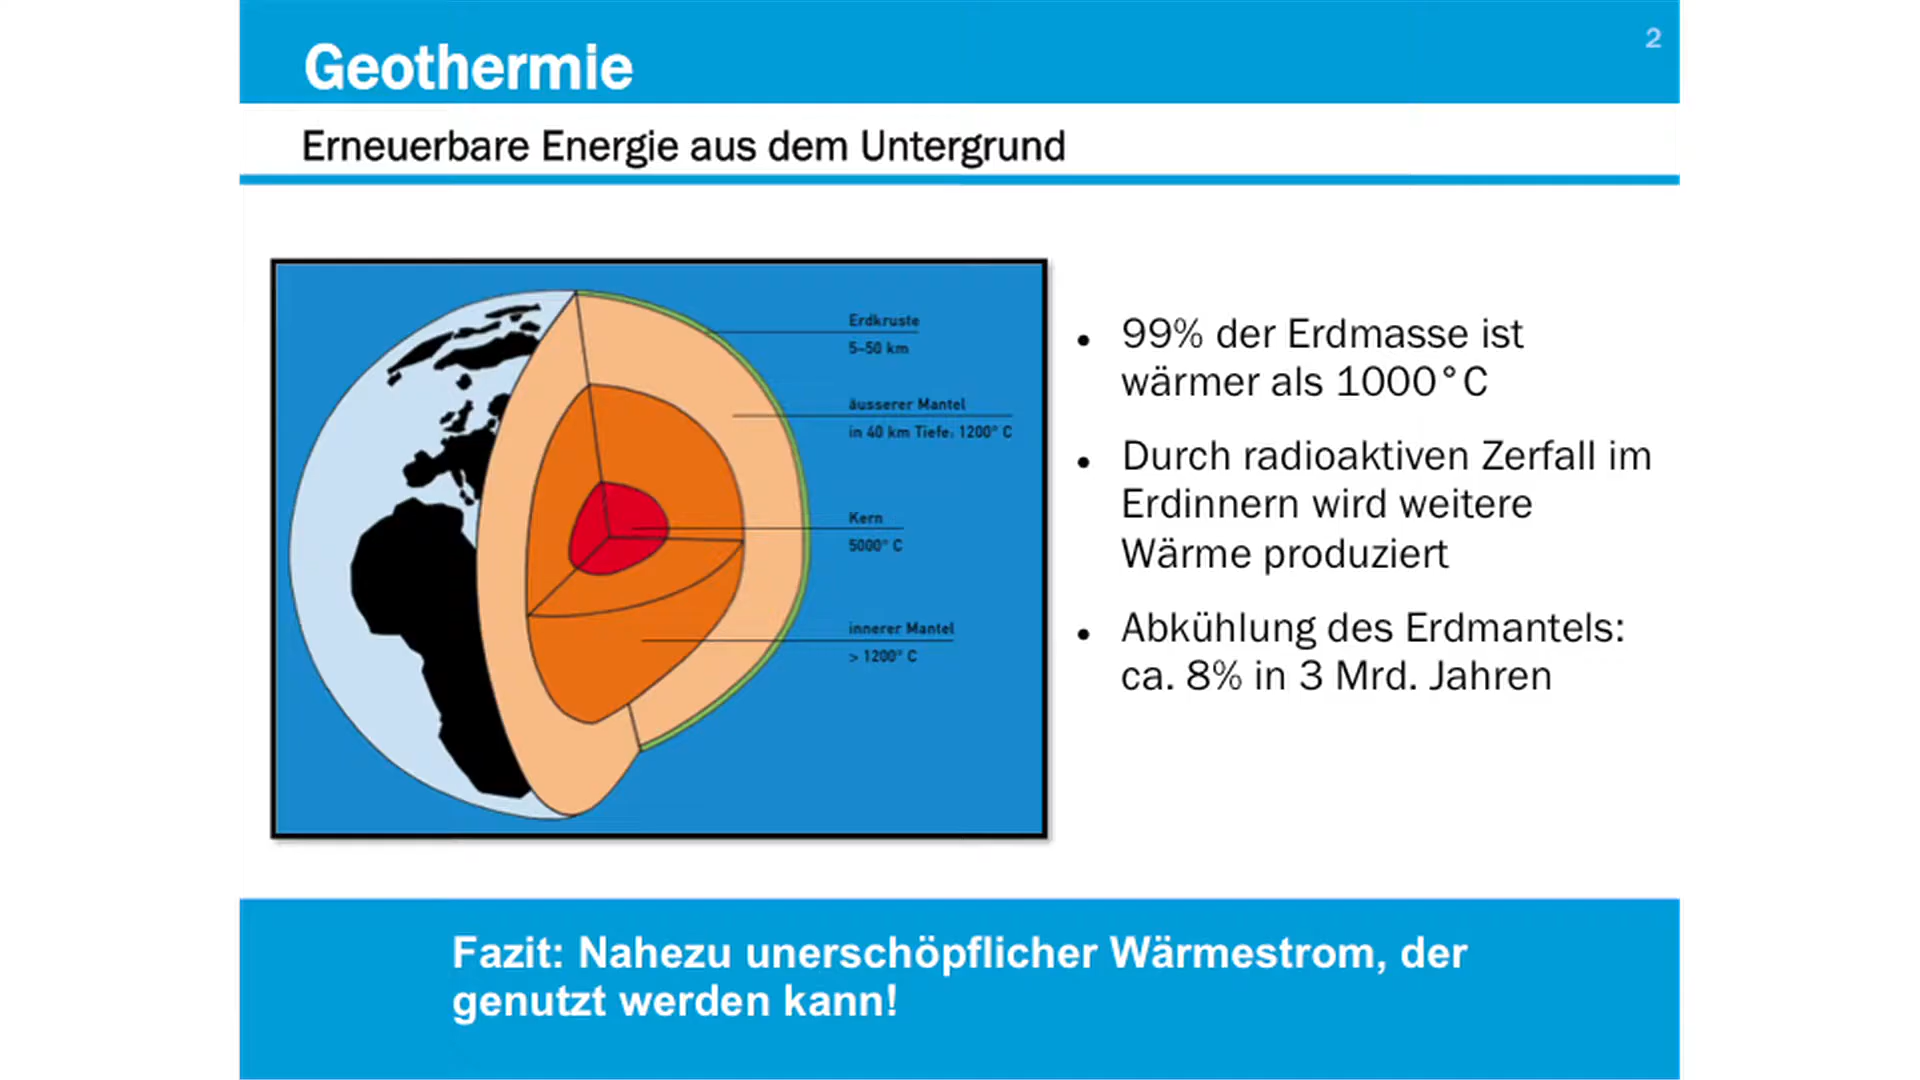 2
Geothermie
Erneuerbare Energie aus dem Untergrund
Erdkruste
5–50 km
äusserer Mantel
in 40 km Tiefe: 1200° C
Kern
5000° C
innerer Mantel
> 1200° C
• 99% der Erdmasse ist
wärmer als 1000°C
• Durch radioaktiven Zerfall im
Erdinnern wird weitere
Wärme produziert
• Abkühlung des Erdmantels:
ca. 8% in 3 Mrd. Jahren
Fazit: Nahezu unerschöpflicher Wärmestrom, der
genutzt werden kann!